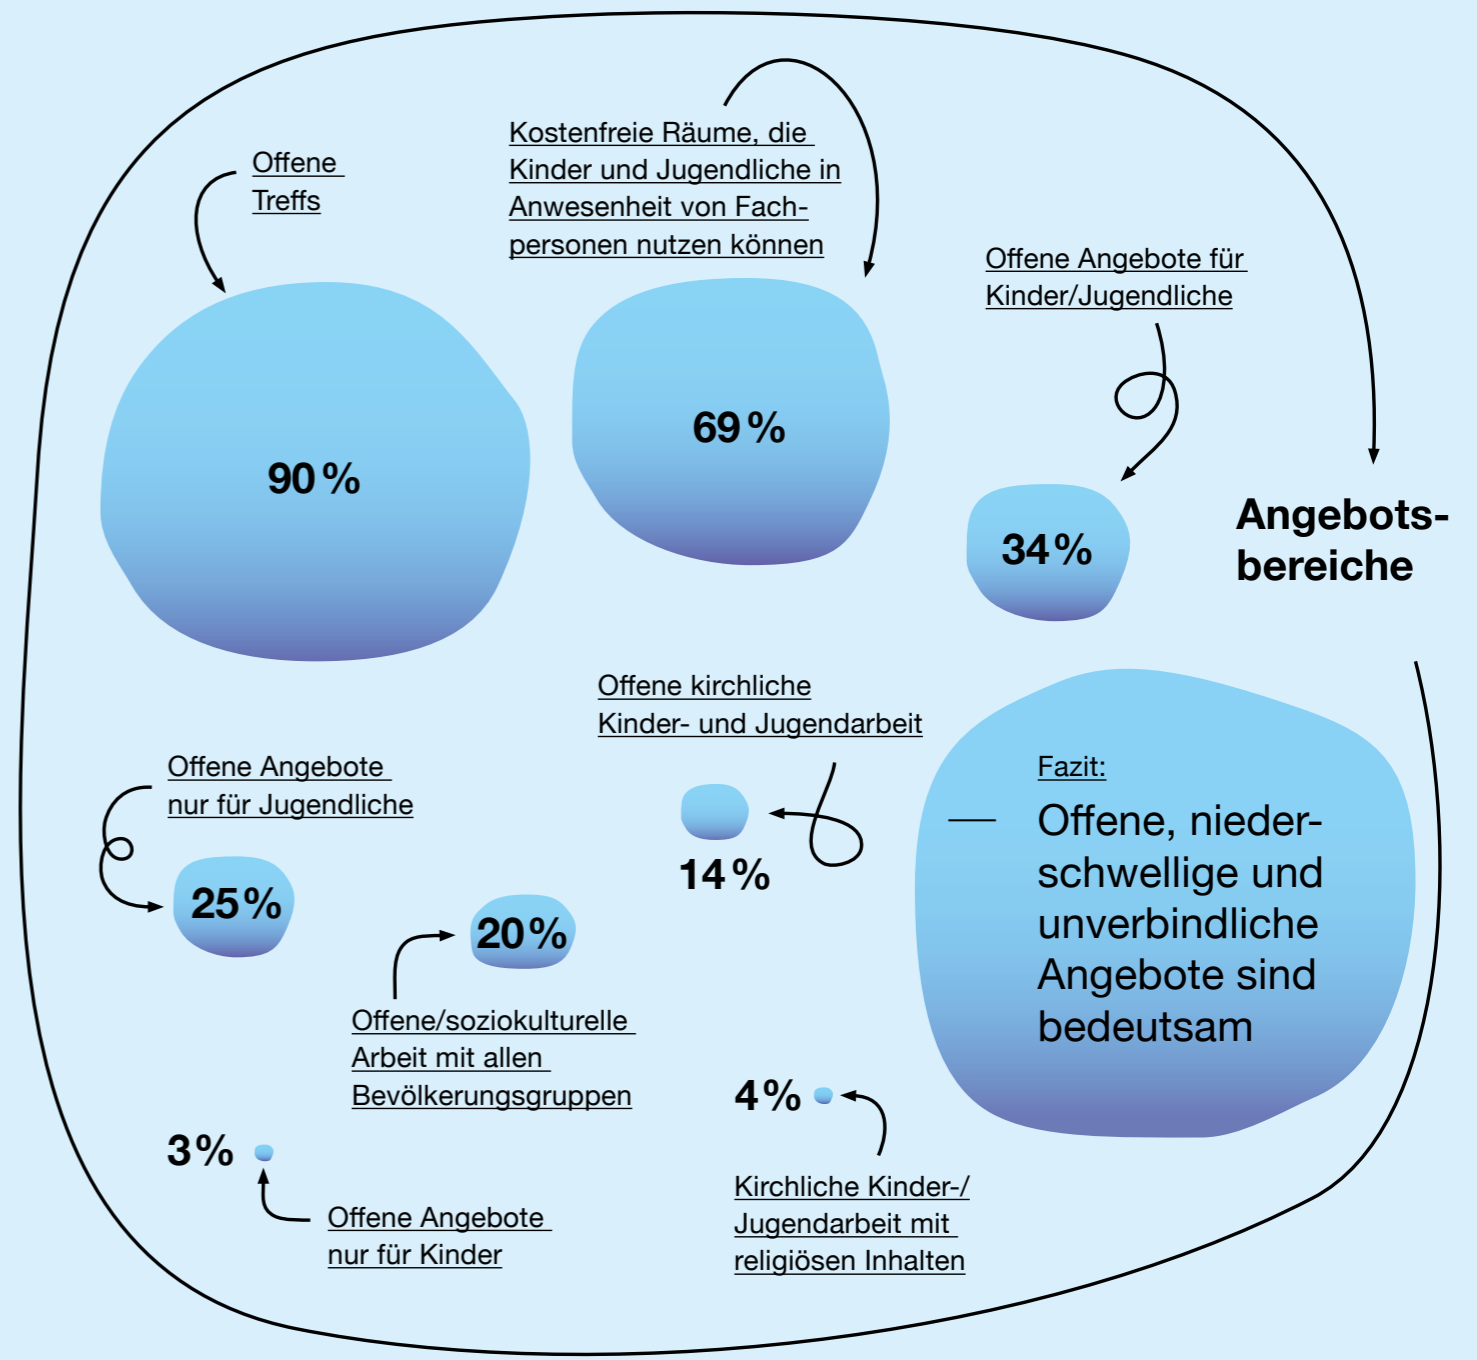 Offene
Treffs
90 %
Kostenfreie Räume, die
Kinder und Jugendliche in
Anwesenheit von Fach-
personen nutzen können
69 %
Offene Angebote für
Kinder/Jugendliche
34 %
Angebots-
bereiche
Offene Angebote
nur für Jugendliche
25 %
Offene/soziokulturelle
Arbeit mit allen
Bevölkerungsgruppen
20 %
Offene kirchliche
Kinder- und Jugendarbeit
14 %
Fazit:
— Offene, nieder-
schwellige und
unverbindliche
Angebote sind
bedeutsam
3 %
Offene Angebote
nur für Kinder
4 %
Kirchliche Kinder-/
Jugendarbeit mit
religiösen Inhalten